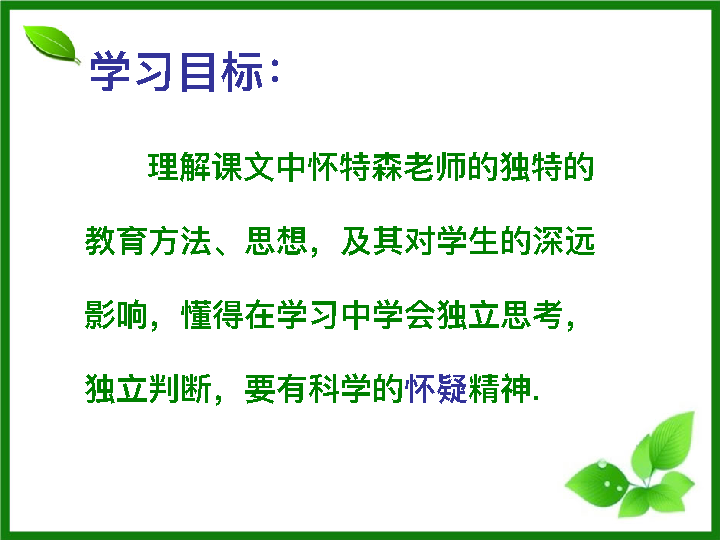 学习目标：
理解课文中怀特森老师的独特的
教育方法、思想，及其对学生的深远
影响，懂得在学习中学会独立思考，
独立判断，要有科学的怀疑精神.